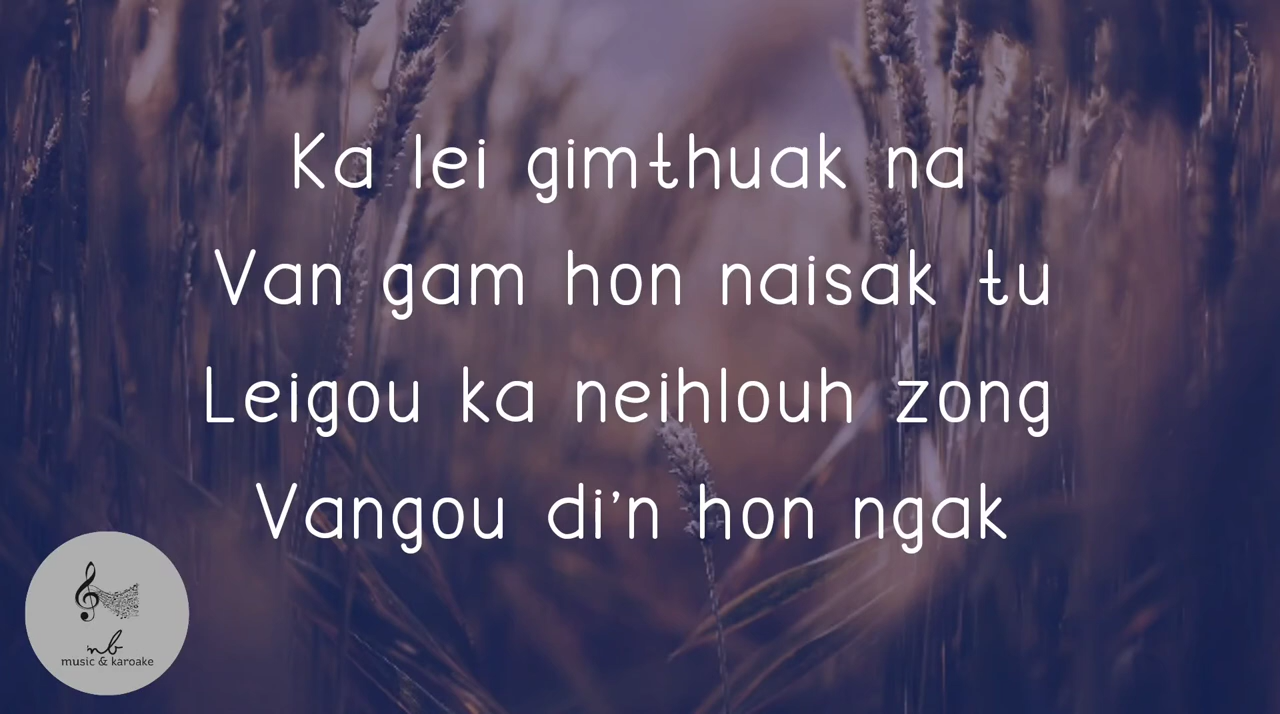 Ka lei gimthuak na
Van gam hon naisak tu
Leigou ka neihlouh zong
Vangou di'n hon ngak
nb
music & karoake